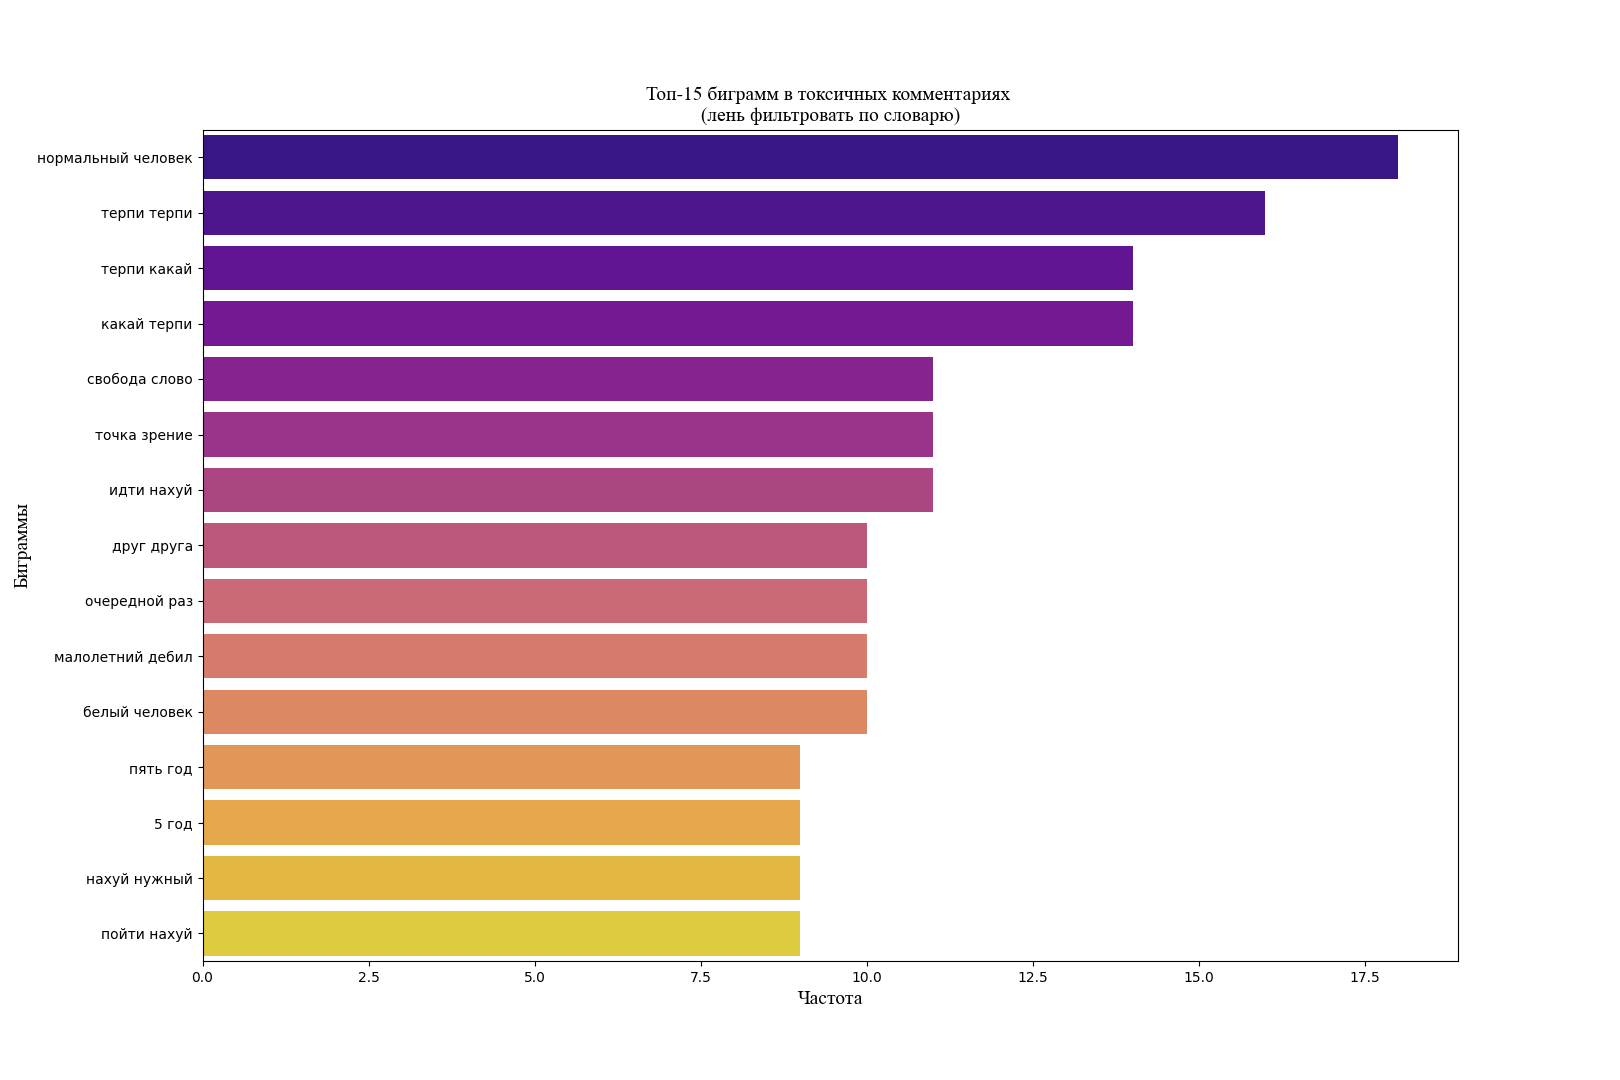 Топ-15 биграмм в токсичных комментариях
(лень фильтровать по словарю)
Биграммы
нормальный человек
терпи терпи
терпи какай
какай терпи
свобода слово
точка зрение
идти нахуй
друг друга
очередной раз
малолетний дебил
белый человек
пять год
5 год
нахуй нужный
пойти нахуй
0.0 2.5 5.0 7.5 10.0 12.5 15.0 17.5
Частота